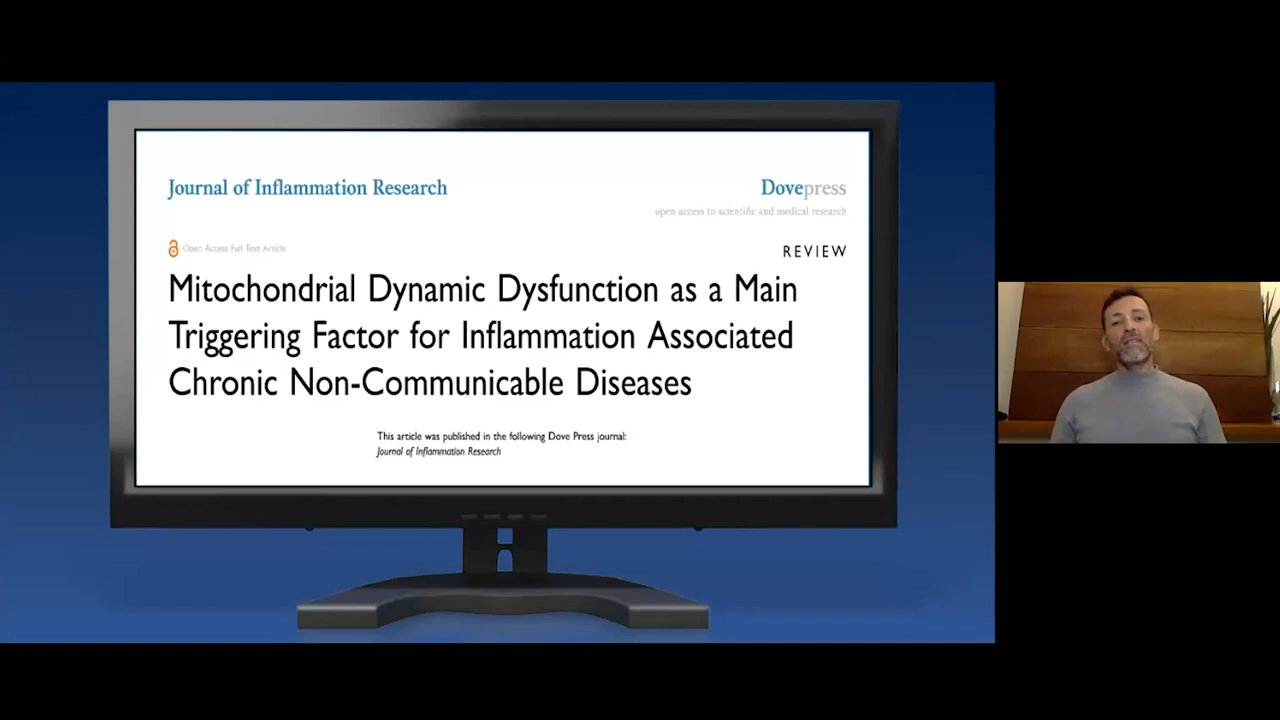 Journal of Inflammation Research
Dovepress
open access to scientific and medical research
Open Access Full Text Article
REVIEW
Mitochondrial Dynamic Dysfunction as a Main
Triggering Factor for Inflammation Associated
Chronic Non-Communicable Diseases
This article was published in the following Dove Press journal:
Journal of Inflammation Research